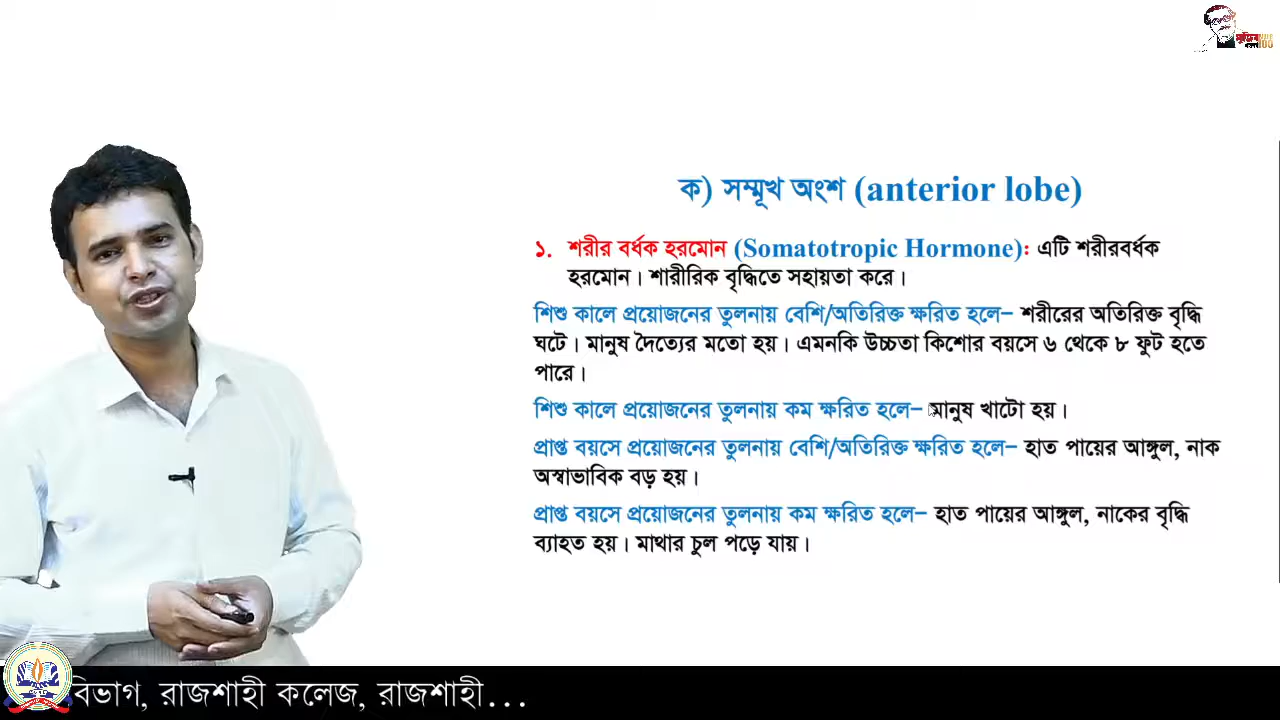 ক) সম্মুখ অংশ (anterior lobe)
১. শরীর বর্ধক হরমোন (Somatotropic Hormone): এটি শরীরবর্ধক
হরমোন। শারীরিক বৃদ্ধিতে সহায়তা করে।
শিশু কালে প্রয়োজনের তুলনায় বেশি/অতিরিক্ত ক্ষরিত হলে– শরীরের অতিরিক্ত বৃদ্ধি
ঘটে। মানুষ দৈত্যের মতো হয়। এমনকি উচ্চতা কিশোর বয়সে ৬ থেকে ৮ ফুট হতে
পারে।
শিশু কালে প্রয়োজনের তুলনায় কম ক্ষরিত হলে– মানুষ খাটো হয়।
প্রাপ্ত বয়সে প্রয়োজনের তুলনায় বেশি/অতিরিক্ত ক্ষরিত হলে– হাত পায়ের আঙ্গুল, নাক
অস্বাভাবিক বড় হয়।
প্রাপ্ত বয়সে প্রয়োজনের তুলনায় কম ক্ষরিত হলে– হাত পায়ের আঙ্গুল, নাকের বৃদ্ধি
ব্যাহত হয়। মাথার চুল পড়ে যায়।
বিভাগ, রাজশাহী কলেজ, রাজশাহী...